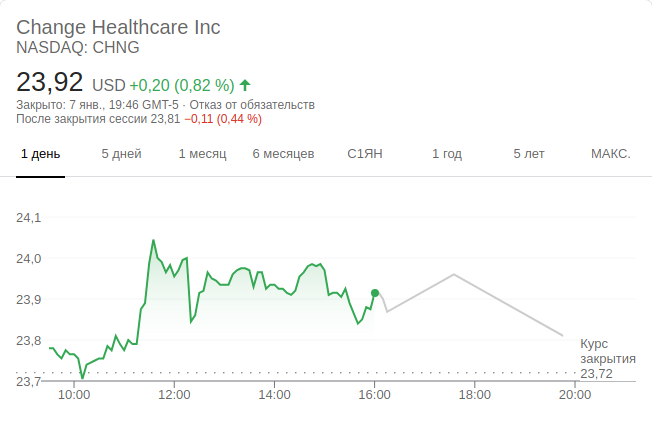 Change Healthcare Inc
NASDAQ: CHNG
23,92 USD +0,20 (0,82 %)
Закрыто: 7 янв., 19:46 GMT-5 · Отказ от обязательств
После закрытия сессии 23,81 −0,11 (0,44 %)
1 день 5 дней 1 месяц 6 месяцев С1ЯН 1 год 5 лет МАКС.
24,1
24,0
23,9
23,8
Курс
закрытия
23,72
23,7
10:00 12:00 14:00 16:00 18:00 20:00